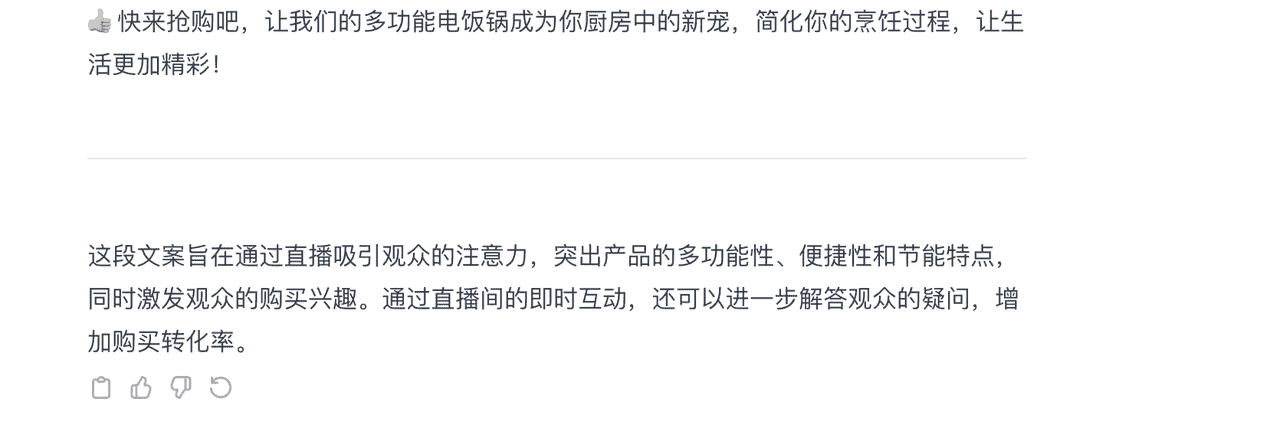 👍快来抢购吧，让我们的多功能电饭锅成为你厨房中的新宠，简化你的烹饪过程，让生
活更加精彩！
这段文案旨在通过直播吸引观众的注意力，突出产品的多功能性、便捷性和节能特点，
同时激发观众的购买兴趣。通过直播间的即时互动，还可以进一步解答观众的疑问，增
加购买转化率。